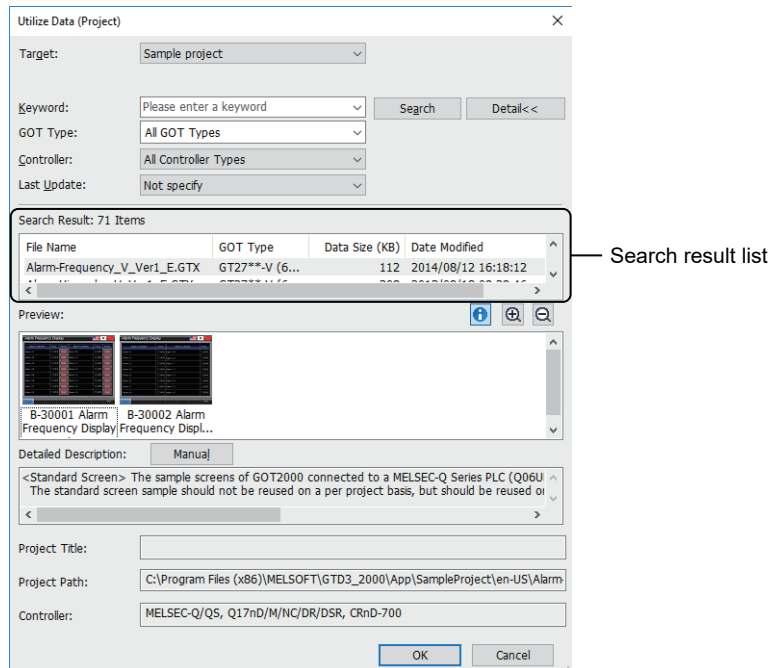 Utilize Data (Project)
Target: Sample project
Keyword: Please enter a keyword Search Detail<<
GOT Type: All GOT Types
Controller: All Controller Types
Last Update: Not specify
Search Result: 71 Items
File Name GOT Type Data Size (KB) Date Modified
Alarm-Frequency_V_Ver1_E.GTX GT27**-V (6... 112 2014/08/12 16:18:12
Search result list
Preview:
Alarm Frequency Display Alarm Frequency Display
B-30001 Alarm B-30002 Alarm
Frequency Display Frequency Displ...
Detailed Description: Manual
<Standard Screen> The sample screens of GOT2000 connected to a MELSEC-Q Series PLC (Q06U
The standard screen sample should not be reused on a per project basis, but should be reused o
Project Title:
Project Path: C:\Program Files (x86)\MELSOFT\GTD3_2000\App\SampleProject\en-US\Alarm-
Controller: MELSEC-Q/QS, Q17nD/M/NC/DR/DSR, CRnD-700
OK Cancel